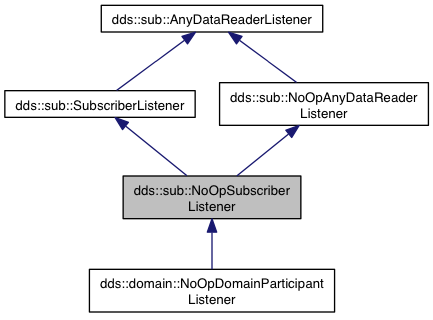 dds::sub::AnyDataReaderListener
dds::sub::SubscriberListener
dds::sub::NoOpAnyDataReader
Listener
dds::sub::NoOpSubscriber
Listener
dds::domain::NoOpDomainParticipant
Listener